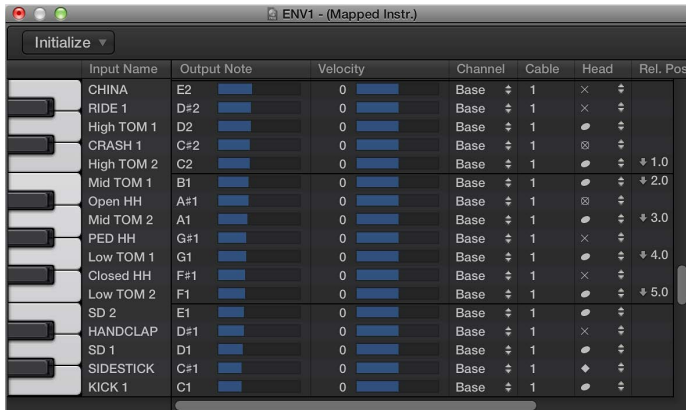 ENV1 - (Mapped Instr.)
Initialize
Input Name Output Note Velocity Channel Cable Head Rel. Pos
CHINA E2 0 Base 1
RIDE 1 D♯2 0 Base 1
High TOM 1 D2 0 Base 1
CRASH 1 C♯2 0 Base 1
High TOM 2 C2 0 Base 1 1.0
Mid TOM 1 B1 0 Base 1 2.0
Open HH A♯1 0 Base 1
Mid TOM 2 A1 0 Base 1 3.0
PED HH G♯1 0 Base 1
Low TOM 1 G1 0 Base 1 4.0
Closed HH F♯1 0 Base 1
Low TOM 2 F1 0 Base 1 5.0
SD 2 E1 0 Base 1
HANDCLAP D♯1 0 Base 1
SD 1 D1 0 Base 1
SIDESTICK C♯1 0 Base 1
KICK 1 C1 0 Base 1